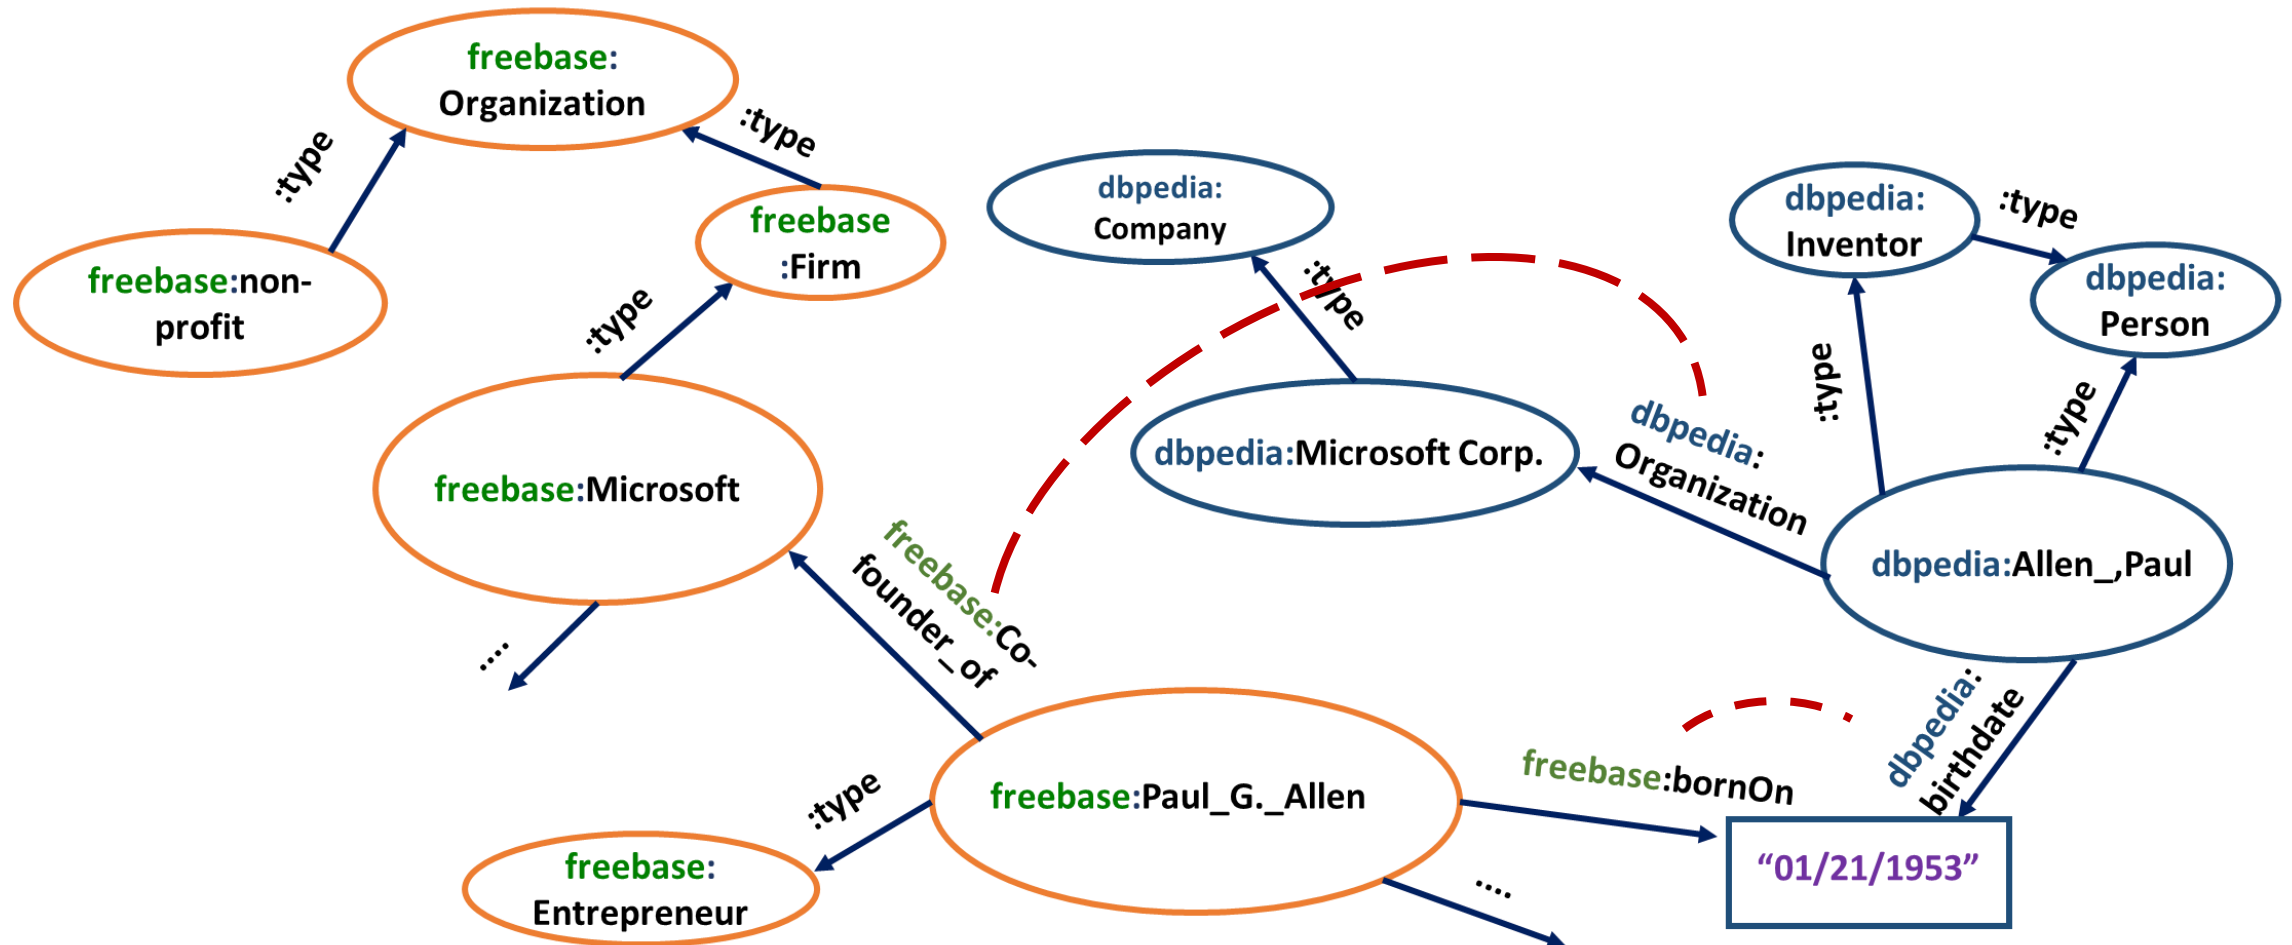 freebase:
Organization
:type
:type
freebase:non-
profit
freebase
:Firm
:type
freebase:Microsoft
....
freebase:Co-
founder_of
:type
freebase:Entrepreneur
freebase:Paul_G._Allen
....
freebase:bornOn
dbpedia:
Company
:type
dbpedia:Microsoft Corp.
dbpedia:
Organization
dbpedia:
Inventor
:type
dbpedia:
Person
:type
:type
dbpedia:Allen_,Paul
dbpedia:
birthdate
“01/21/1953”